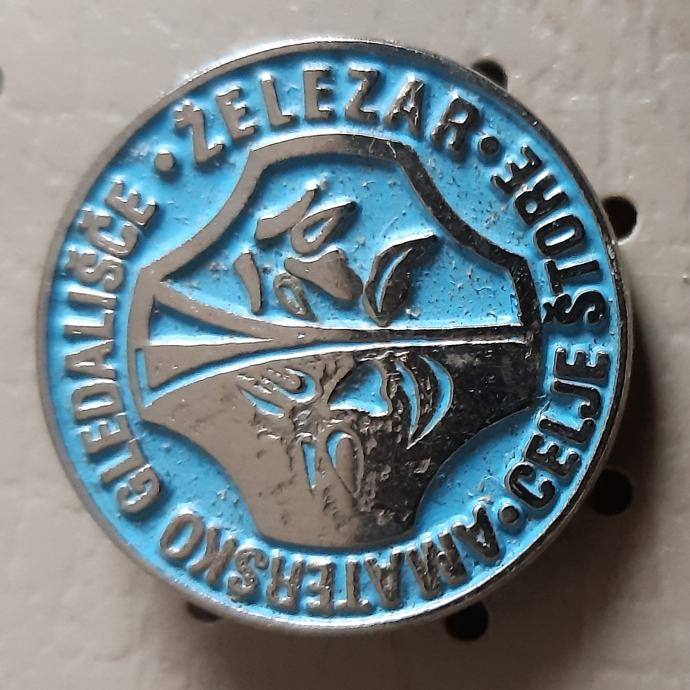 AMATERSKO GLEDALIŠČE • ŽELEZAR • CELJE ŠTORE •